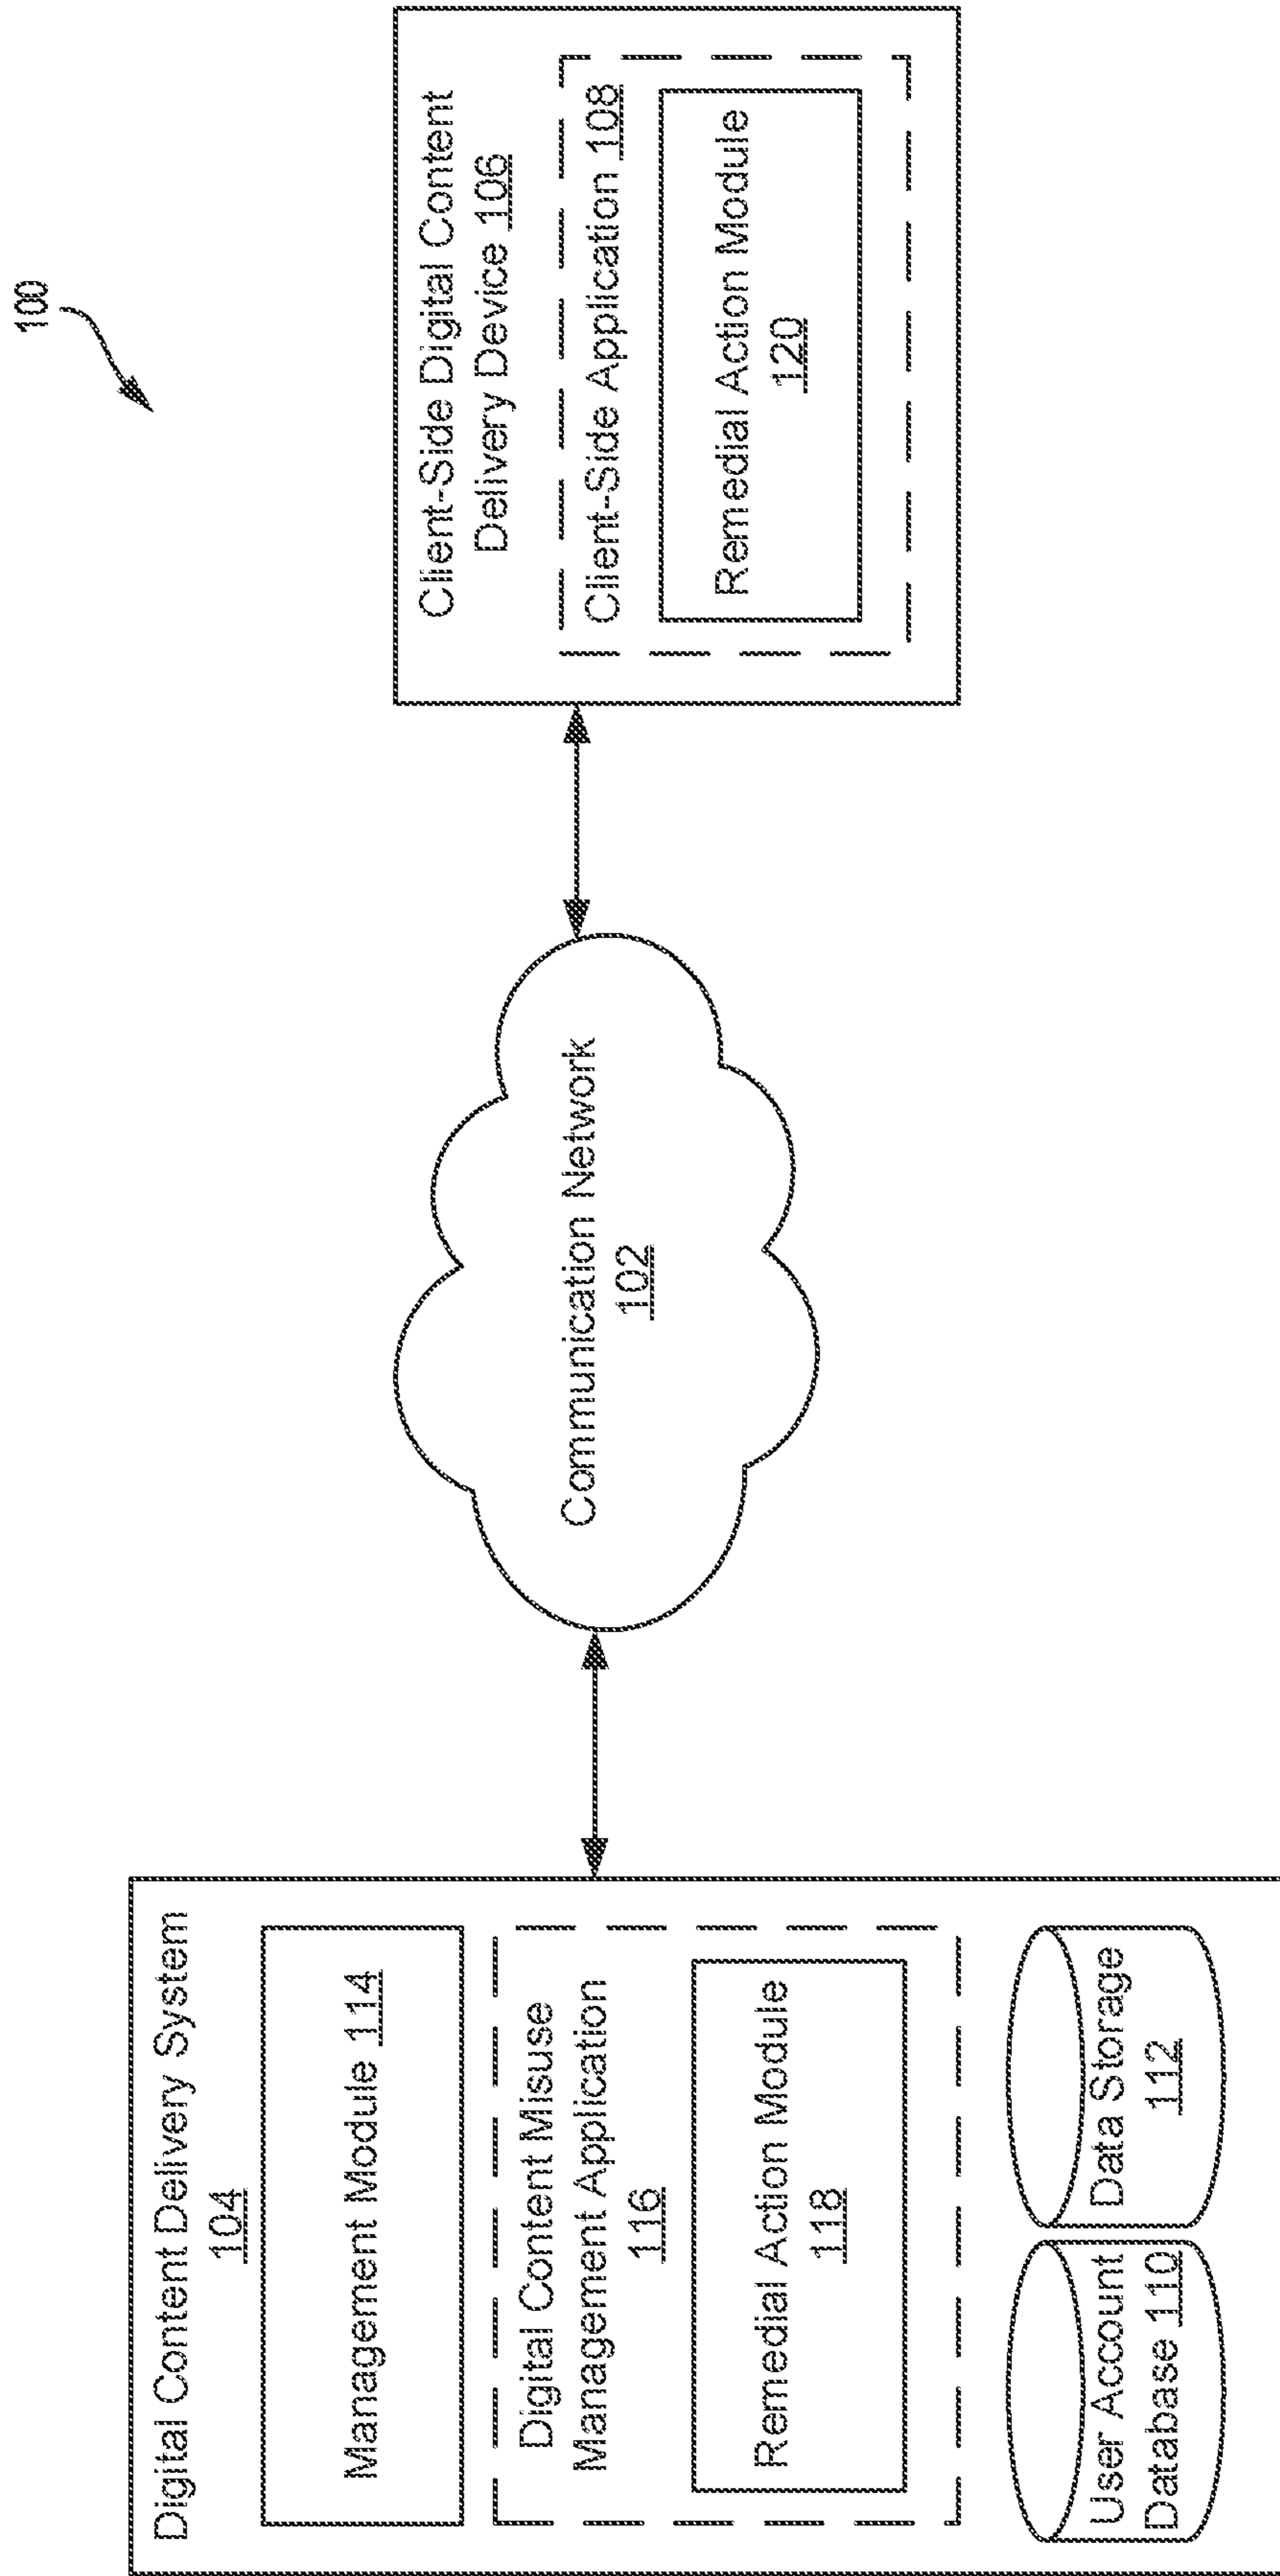 100
Digital Content Delivery System
104
Management Module 114
Digital Content Misuse
Management Application
116
Remedial Action Module
118
User Account
Database 110
Data Storage
112
Communication Network
102
Client-Side Digital Content
Delivery Device 106
Client-Side Application 108
Remedial Action Module
120